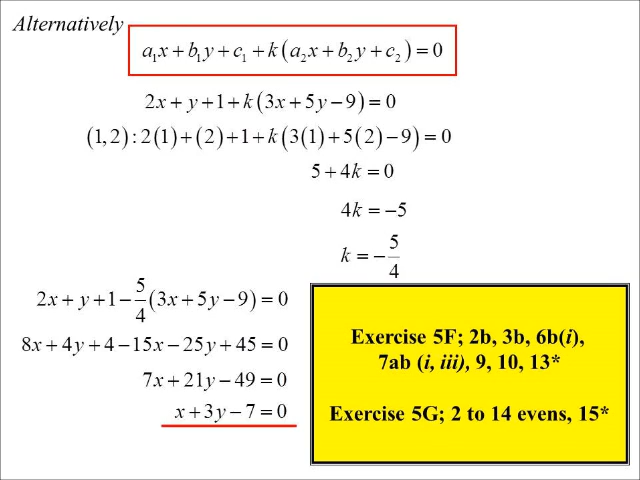 Alternatively
a₁x + b₁y + c₁ + k(a₂x + b₂y + c₂) = 0
2x + y + 1 + k(3x + 5y − 9) = 0
(1, 2) : 2(1) + (2) + 1 + k(3(1) + 5(2) − 9) = 0
5 + 4k = 0
4k = −5
k = −5/4
2x + y + 1 − 5/4(3x + 5y − 9) = 0
8x + 4y + 4 − 15x − 25y + 45 = 0
7x + 21y − 49 = 0
x + 3y − 7 = 0
Exercise 5F; 2b, 3b, 6b(i),
7ab (i, iii), 9, 10, 13*
Exercise 5G; 2 to 14 evens, 15*